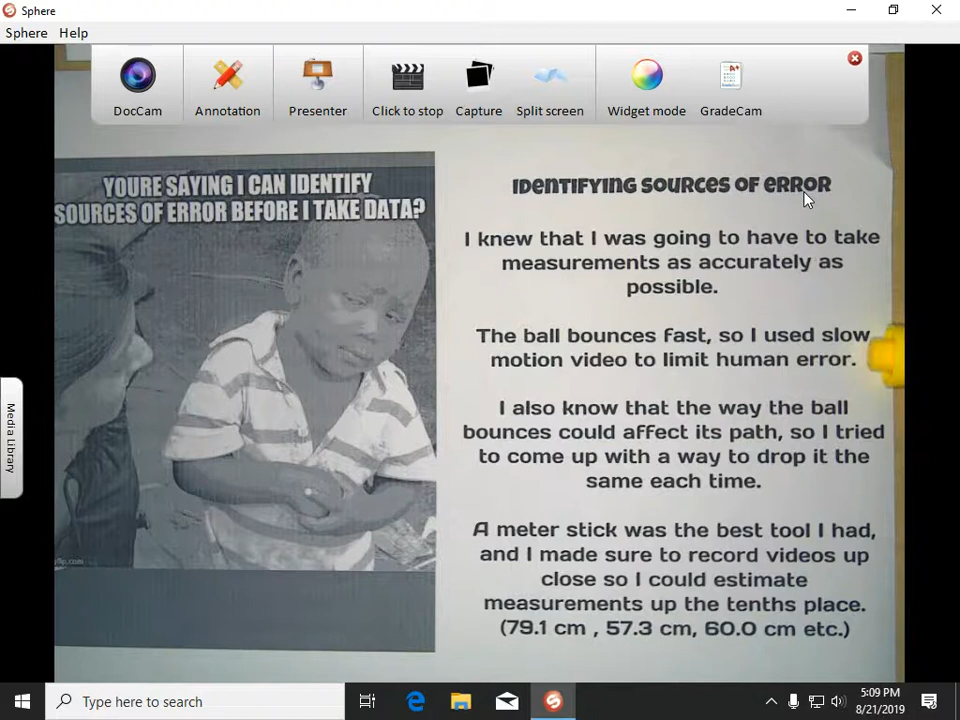 Sphere
Sphere Help
DocCam
Annotation
Presenter
Click to stop
Capture
Split screen
Widget mode
GradeCam
Media Library
YOURE SAYING I CAN IDENTIFY
SOURCES OF ERROR BEFORE I TAKE DATA?
Identifying Sources of Error
I knew that I was going to have to take
measurements as accurately as
possible.
The ball bounces fast, so I used slow
motion video to limit human error.
I also know that the way the ball
bounces could affect its path, so I tried
to come up with a way to drop it the
same each time.
A meter stick was the best tool I had,
and I made sure to record videos up
close so I could estimate
measurements up the tenths place.
(79.1 cm , 57.3 cm, 60.0 cm etc.)
Type here to search
5:09 PM
8/21/2019